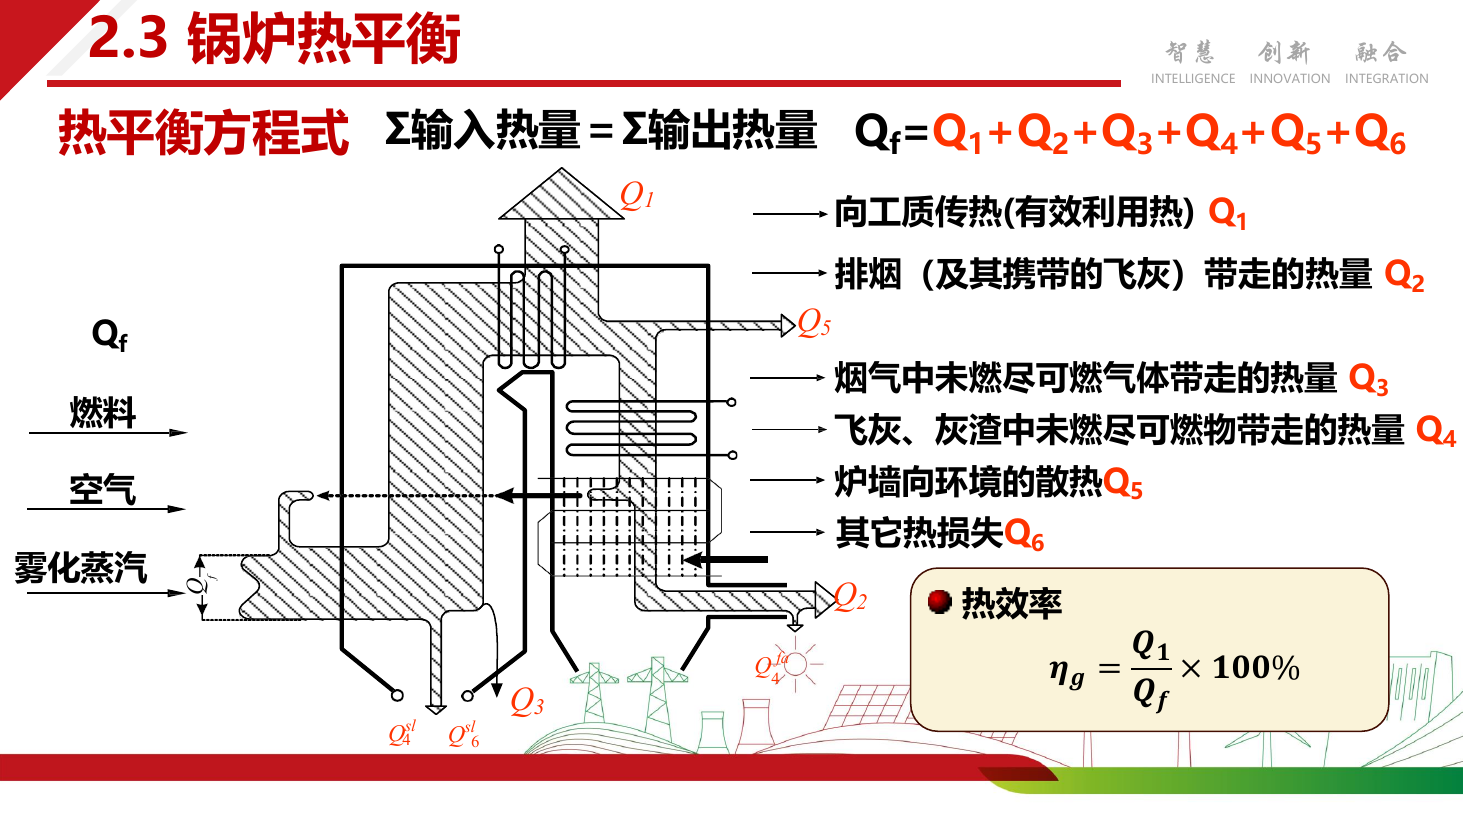 2.3 锅炉热平衡
智慧 创新 融合
INTELLIGENCE INNOVATION INTEGRATION
热平衡方程式 Σ输入热量=Σ输出热量 Qf=Q1+Q2+Q3+Q4+Q5+Q6
Q1
向工质传热(有效利用热) Q1
排烟（及其携带的飞灰）带走的热量 Q2
Q5
Qf
烟气中未燃尽可燃气体带走的热量 Q3
燃料
飞灰、灰渣中未燃尽可燃物带走的热量 Q4
空气
炉墙向环境的散热Q5
其它热损失Q6
雾化蒸汽
Qf
Q2
热效率
ηg = Q1/Qf × 100%
Q4fa
Q3
Q4sl Q6sl